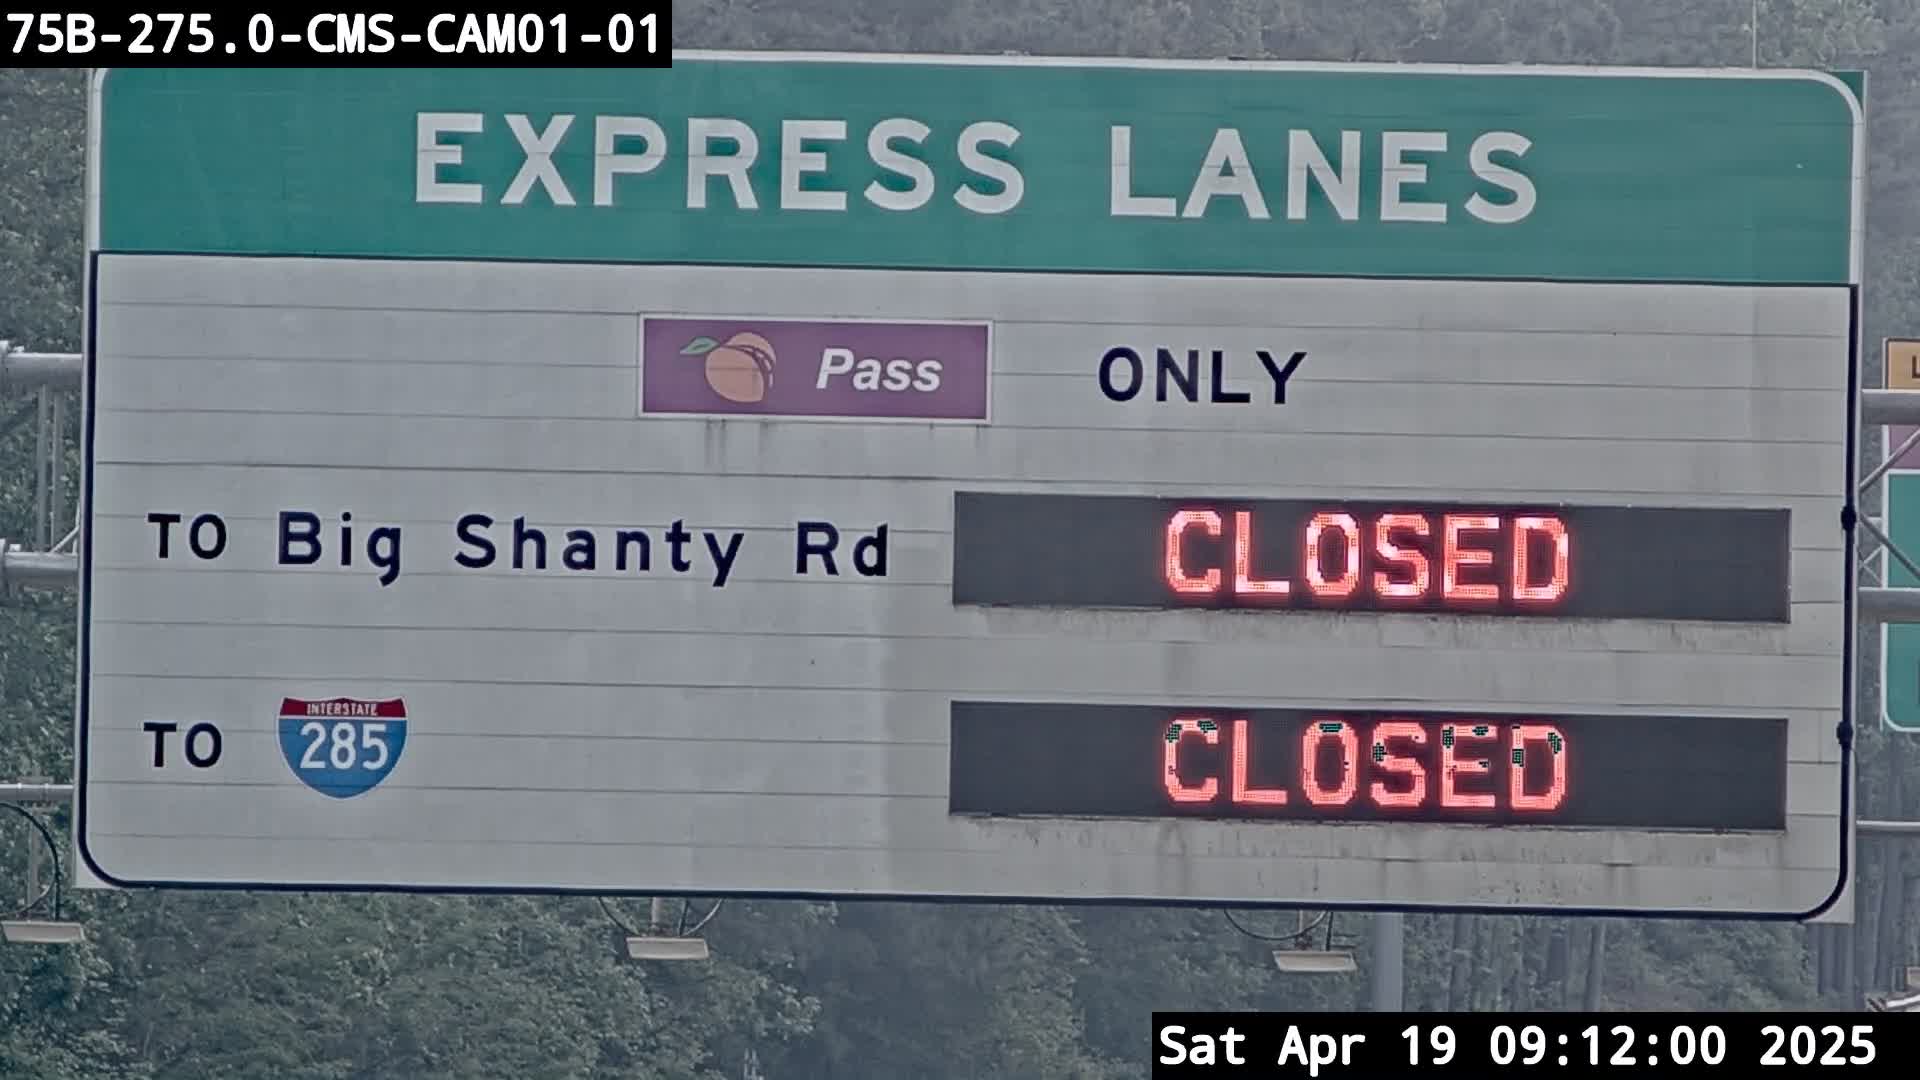 75B-275.0-CMS-CAM01-01
EXPRESS LANES
Pass ONLY
TO Big Shanty Rd CLOSED
TO INTERSTATE 285 CLOSED
Sat Apr 19 09:12:00 2025